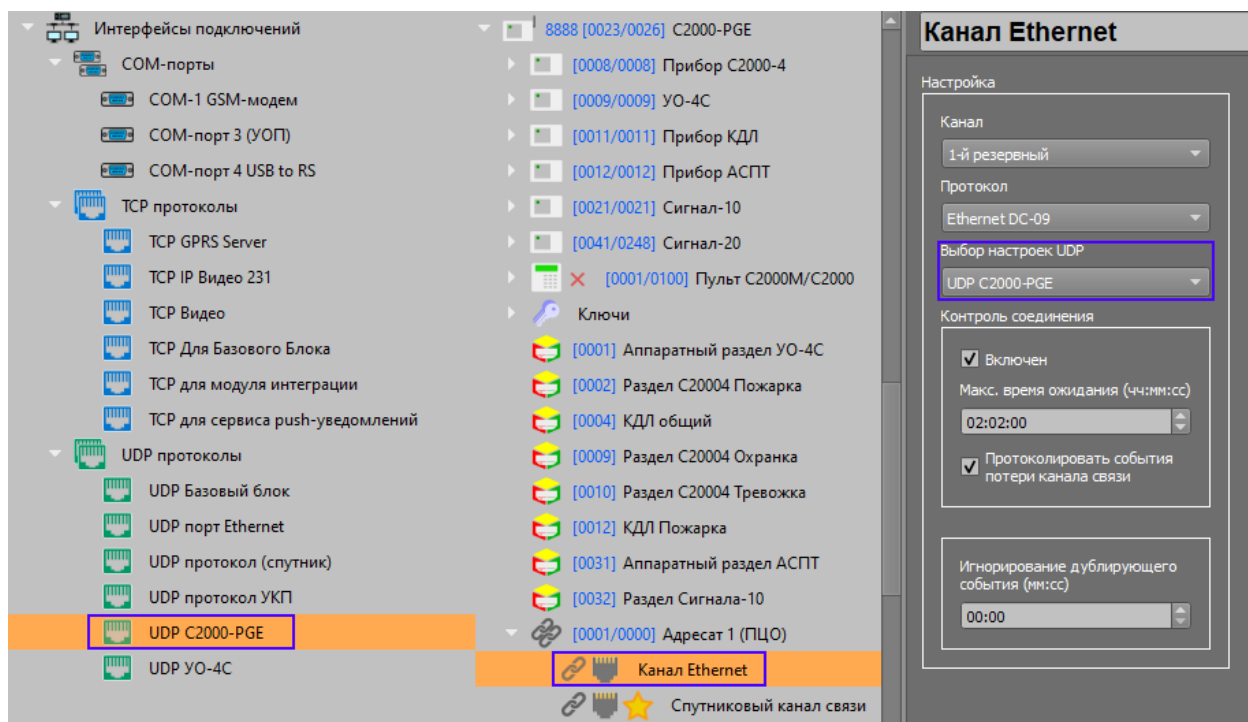 Интерфейсы подключений
COM-порты
COM-1 GSM-модем
COM-порт 3 (УОП)
COM-порт 4 USB to RS
TCP протоколы
TCP GPRS Server
TCP IP Видео 231
TCP Видео
TCP Для Базового Блока
TCP для модуля интеграции
TCP для сервиса push-уведомлений
UDP протоколы
UDP Базовый блок
UDP порт Ethernet
UDP протокол (спутник)
UDP протокол УКП
UDP С2000-PGE
UDP УО-4С
8888 [0023/0026] С2000-PGE
[0008/0008] Прибор С2000-4
[0009/0009] УО-4С
[0011/0011] Прибор КДЛ
[0012/0012] Прибор АСПТ
[0021/0021] Сигнал-10
[0041/0248] Сигнал-20
[0001/0100] Пульт С2000М/С2000
Ключи
[0001] Аппаратный раздел УО-4С
[0002] Раздел С20004 Пожарка
[0004] КДЛ общий
[0009] Раздел С20004 Охранка
[0010] Раздел С20004 Тревожка
[0012] КДЛ Пожарка
[0031] Аппаратный раздел АСПТ
[0032] Раздел Сигнала-10
[0001/0000] Адресат 1 (ПЦО)
Канал Ethernet
Спутниковый канал связи
Канал Ethernet
Настройка
Канал
1-й резервный
Протокол
Ethernet DC-09
Выбор настроек UDP
UDP С2000-PGE
Контроль соединения
Включен
Макс. время ожидания (чч:мм:сс)
02:02:00
Протоколировать события
потери канала связи
Игнорирование дублирующего
события (мм:сс)
00:00